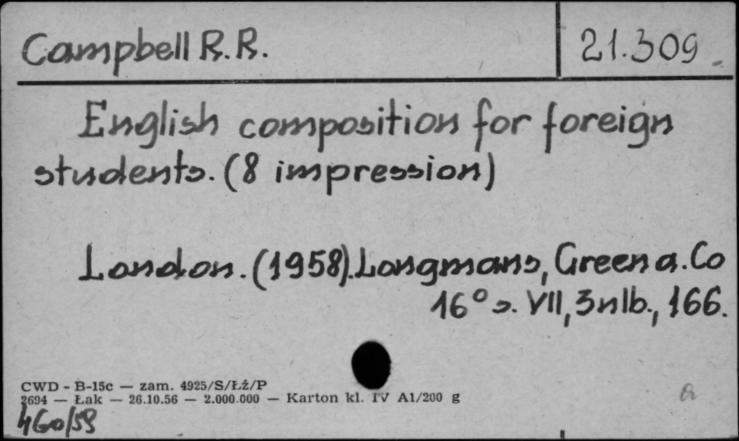 Campbell R.R.
21.309
English composition for foreign
students. (8 impression)
London. (1958). Longmans, Green a. Co
16° s. VII, 3nlb., 166.
CWD - B-15c — zam. 4925/S/Łż/P
2694 — Łak — 26.10.56 — 2.000.000 — Karton kl. IV A1/200 g
460/59
a